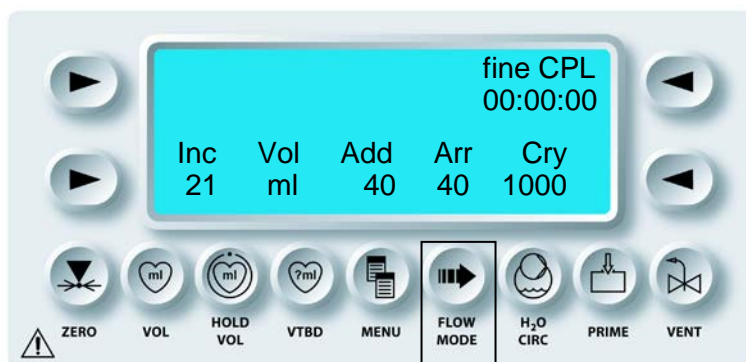 fine CPL
00:00:00
Inc Vol Add Arr Cry
21 ml 40 40 1000
ml ml ?ml
ZERO VOL HOLD VOL VTBD MENU FLOW MODE H₂O CIRC PRIME VENT